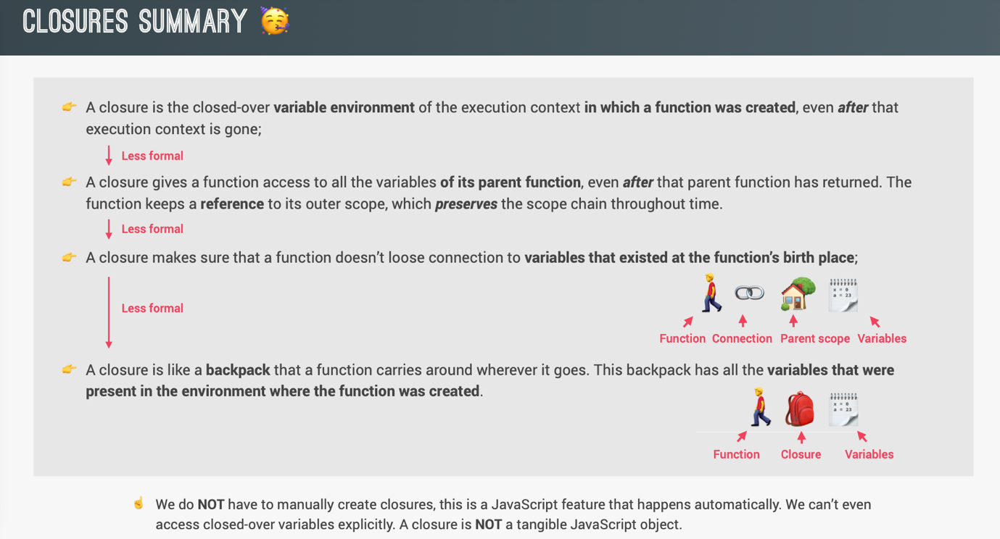 CLOSURES SUMMARY 🥳
👉 A closure is the closed-over variable environment of the execution context in which a function was created, even after that
execution context is gone;
Less formal
👉 A closure gives a function access to all the variables of its parent function, even after that parent function has returned. The
function keeps a reference to its outer scope, which preserves the scope chain throughout time.
Less formal
👉 A closure makes sure that a function doesn’t loose connection to variables that existed at the function’s birth place;
x = 0
a = 23
Less formal
Function Connection Parent scope Variables
👉 A closure is like a backpack that a function carries around wherever it goes. This backpack has all the variables that were
present in the environment where the function was created.
x = 0
a = 23
Function Closure Variables
☝️ We do NOT have to manually create closures, this is a JavaScript feature that happens automatically. We can’t even
access closed-over variables explicitly. A closure is NOT a tangible JavaScript object.